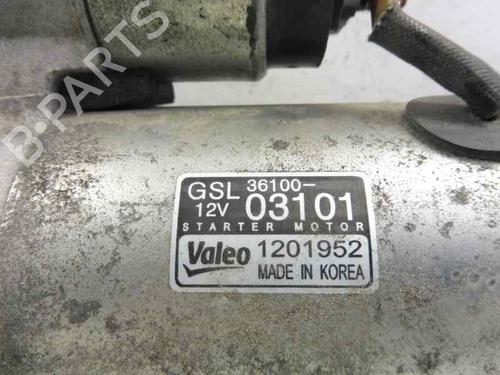 B-PARTS
GSL 36100-
12V 03101
STARTER MOTOR
Valeo 1201952
MADE IN KOREA